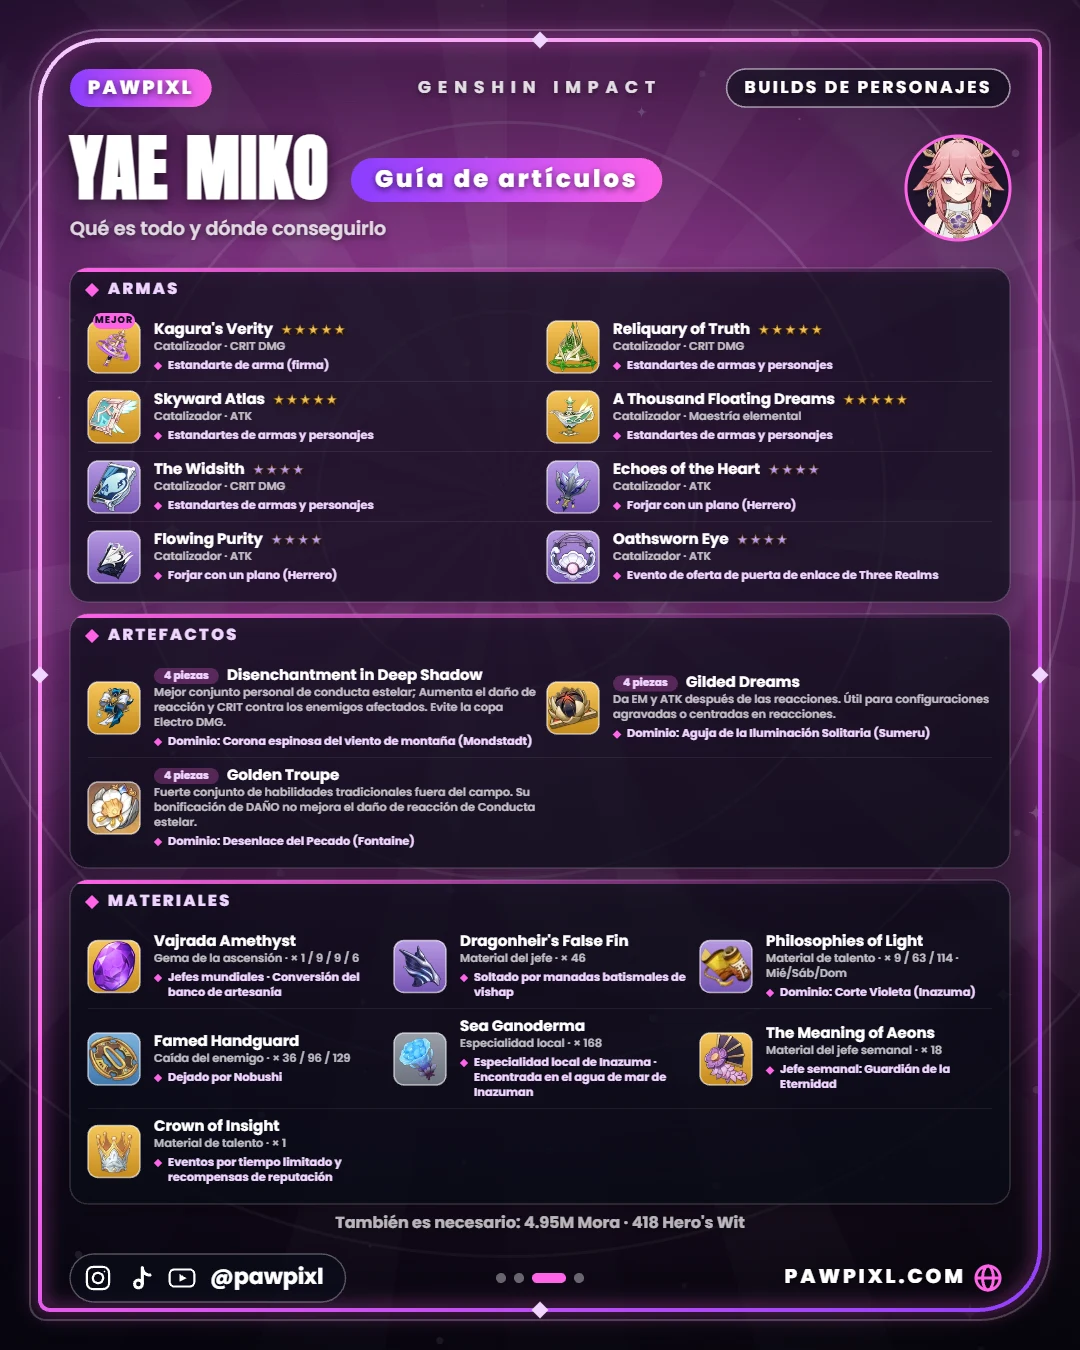 PAWPIXL
GENSHIN IMPACT
BUILDS DE PERSONAJES
YAE MIKO
Guía de artículos
Qué es todo y dónde conseguirlo
ARMAS
MEJOR
Kagura's Verity ★★★★★
Catalizador · CRIT DMG
Estandarte de arma (firma)
Reliquary of Truth ★★★★★
Catalizador · CRIT DMG
Estandartes de armas y personajes
Skyward Atlas ★★★★★
Catalizador · ATK
Estandartes de armas y personajes
A Thousand Floating Dreams ★★★★★
Catalizador · Maestría elemental
Estandartes de armas y personajes
The Widsith ★★★★
Catalizador · CRIT DMG
Estandartes de armas y personajes
Echoes of the Heart ★★★★
Catalizador · ATK
Forjar con un plano (Herrero)
Flowing Purity ★★★★
Catalizador · ATK
Forjar con un plano (Herrero)
Oathsworn Eye ★★★★
Catalizador · ATK
Evento de oferta de puerta de enlace de Three Realms
ARTEFACTOS
4 piezas Disenchantment in Deep Shadow
Mejor conjunto personal de conducta estelar; Aumenta el daño de
reacción y CRIT contra los enemigos afectados. Evite la copa
Electro DMG.
Dominio: Corona espinosa del viento de montaña (Mondstadt)
4 piezas Gilded Dreams
Da EM y ATK después de las reacciones. Útil para configuraciones
agravadas o centradas en reacciones.
Dominio: Aguja de la Iluminación Solitaria (Sumeru)
4 piezas Golden Troupe
Fuerte conjunto de habilidades tradicionales fuera del campo. Su
bonificación de DAÑO no mejora el daño de reacción de Conducta
estelar.
Dominio: Desenlace del Pecado (Fontaine)
MATERIALES
Vajrada Amethyst
Gema de la ascensión · × 1 / 9 / 9 / 6
Jefes mundiales · Conversión del
banco de artesanía
Dragonheir's False Fin
Material del jefe · × 46
Soltado por manadas batismales de
vishap
Philosophies of Light
Material de talento · × 9 / 63 / 114 ·
Mié/Sáb/Dom
Dominio: Corte Violeta (Inazuma)
Famed Handguard
Caída del enemigo · × 36 / 96 / 129
Dejado por Nobushi
Sea Ganoderma
Especialidad local · × 168
Especialidad local de Inazuma ·
Encontrada en el agua de mar de
Inazuman
The Meaning of Aeons
Material del jefe semanal · × 18
Jefe semanal: Guardián de la
Eternidad
Crown of Insight
Material de talento · × 1
Eventos por tiempo limitado y
recompensas de reputación
También es necesario: 4.95M Mora · 418 Hero's Wit
@pawpixl
PAWPIXL.COM